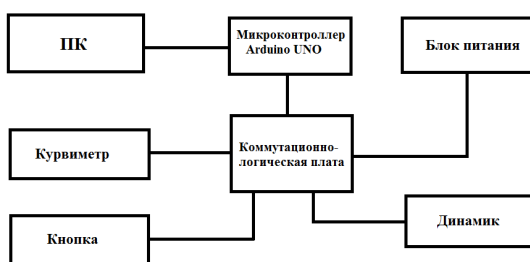 ПК
Микроконтроллер
Arduino UNO
Блок питания
Курвиметр
Коммутационно-
логическая плата
Кнопка
Динамик